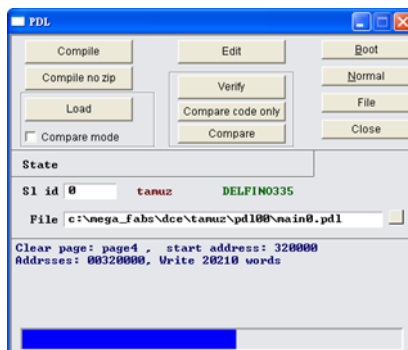 PDL
Compile Edit Boot
Compile no zip Verify Normal
Load Compare code only File
Compare mode Compare Close
State
Sl id 0 tamuz DELFINO335
File c:\mega_fabs\dce\tamuz\pdl00\main0.pdl
Clear page: page4 , start address: 320000
Addrsses: 00320000, Write 20210 words